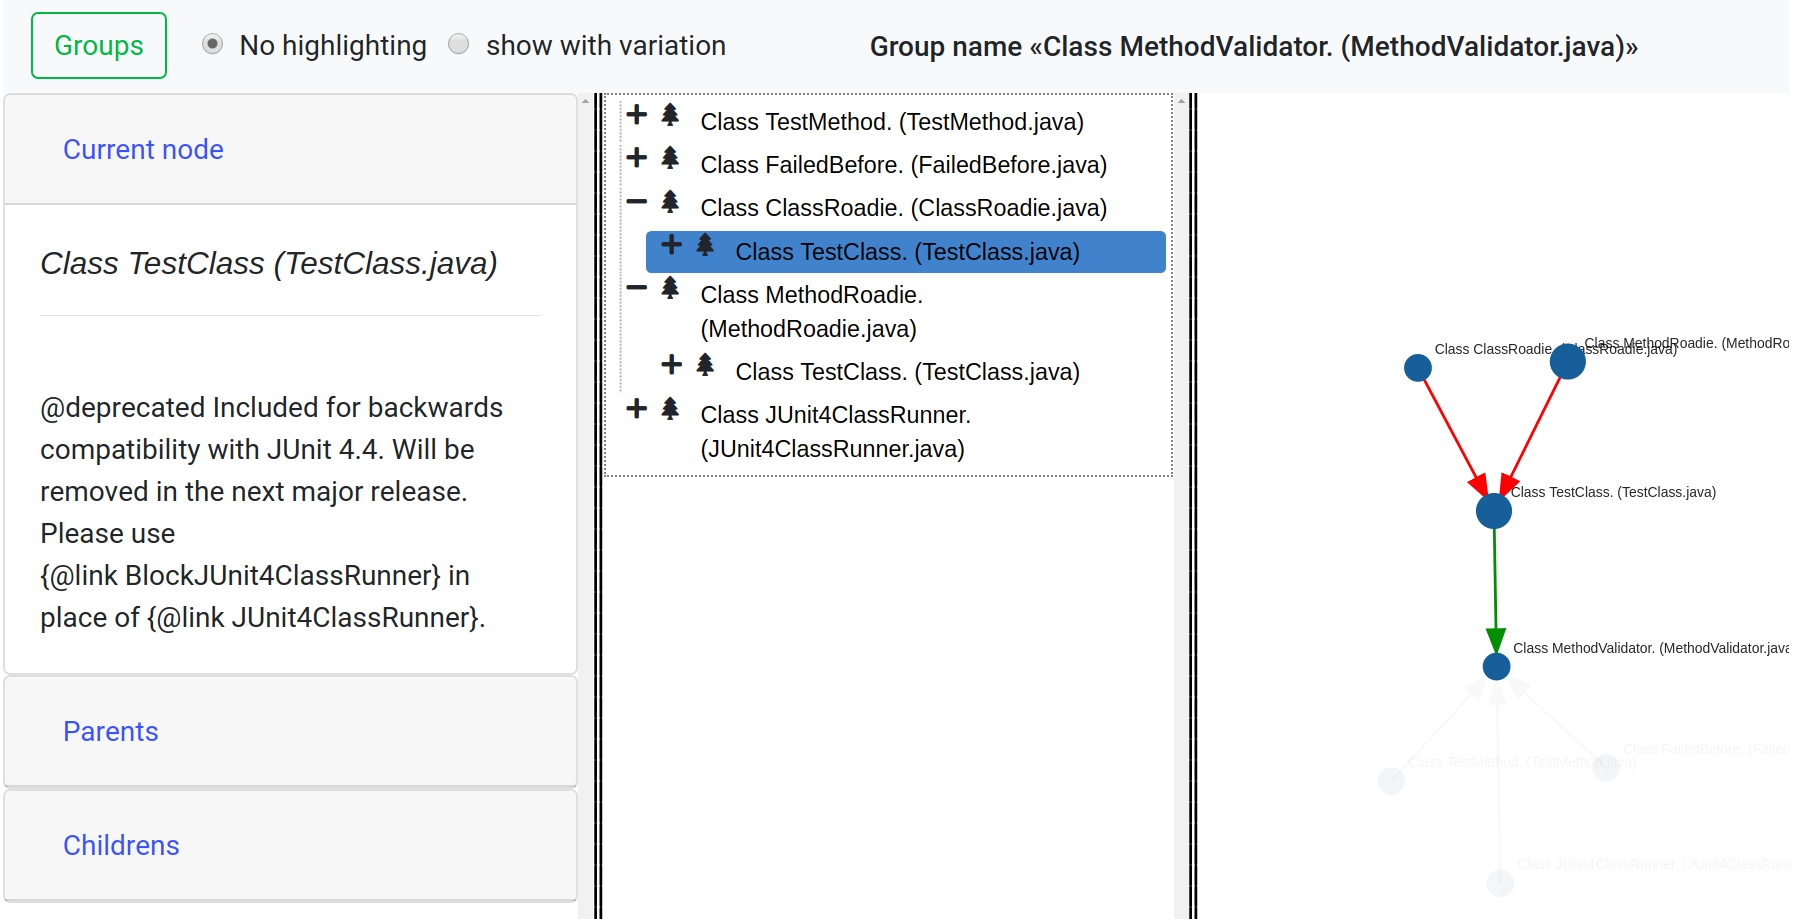 Groups
No highlighting
show with variation
Group name «Class MethodValidator. (MethodValidator.java)»
Current node
Class TestClass (TestClass.java)
@deprecated Included for backwards
compatibility with JUnit 4.4. Will be
removed in the next major release.
Please use
{@link BlockJUnit4ClassRunner} in
place of {@link JUnit4ClassRunner}.
Parents
Childrens
Class TestMethod. (TestMethod.java)
Class FailedBefore. (FailedBefore.java)
Class ClassRoadie. (ClassRoadie.java)
Class TestClass. (TestClass.java)
Class MethodRoadie.
(MethodRoadie.java)
Class TestClass. (TestClass.java)
Class JUnit4ClassRunner.
(JUnit4ClassRunner.java)
Class ClassRoadie. (ClassRoadie.java)
Class MethodRoadie. (MethodRo
Class TestClass. (TestClass.java)
Class MethodValidator. (MethodValidator.java
Class FailedBefore. (Failed
Class TestMethod. (TestMethod.java)
Class JUnit4ClassRunner. (JUnit4ClassRun